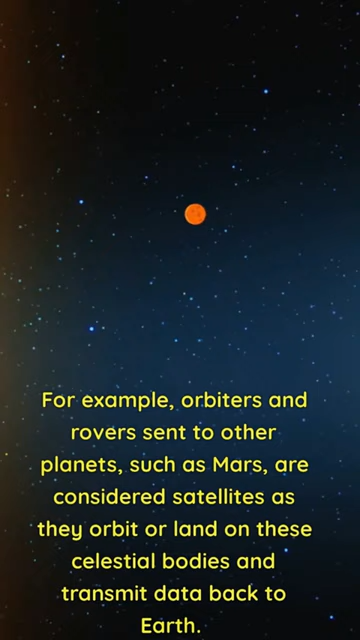 For example, orbiters and
rovers sent to other
planets, such as Mars, are
considered satellites as
they orbit or land on these
celestial bodies and
transmit data back to
Earth.